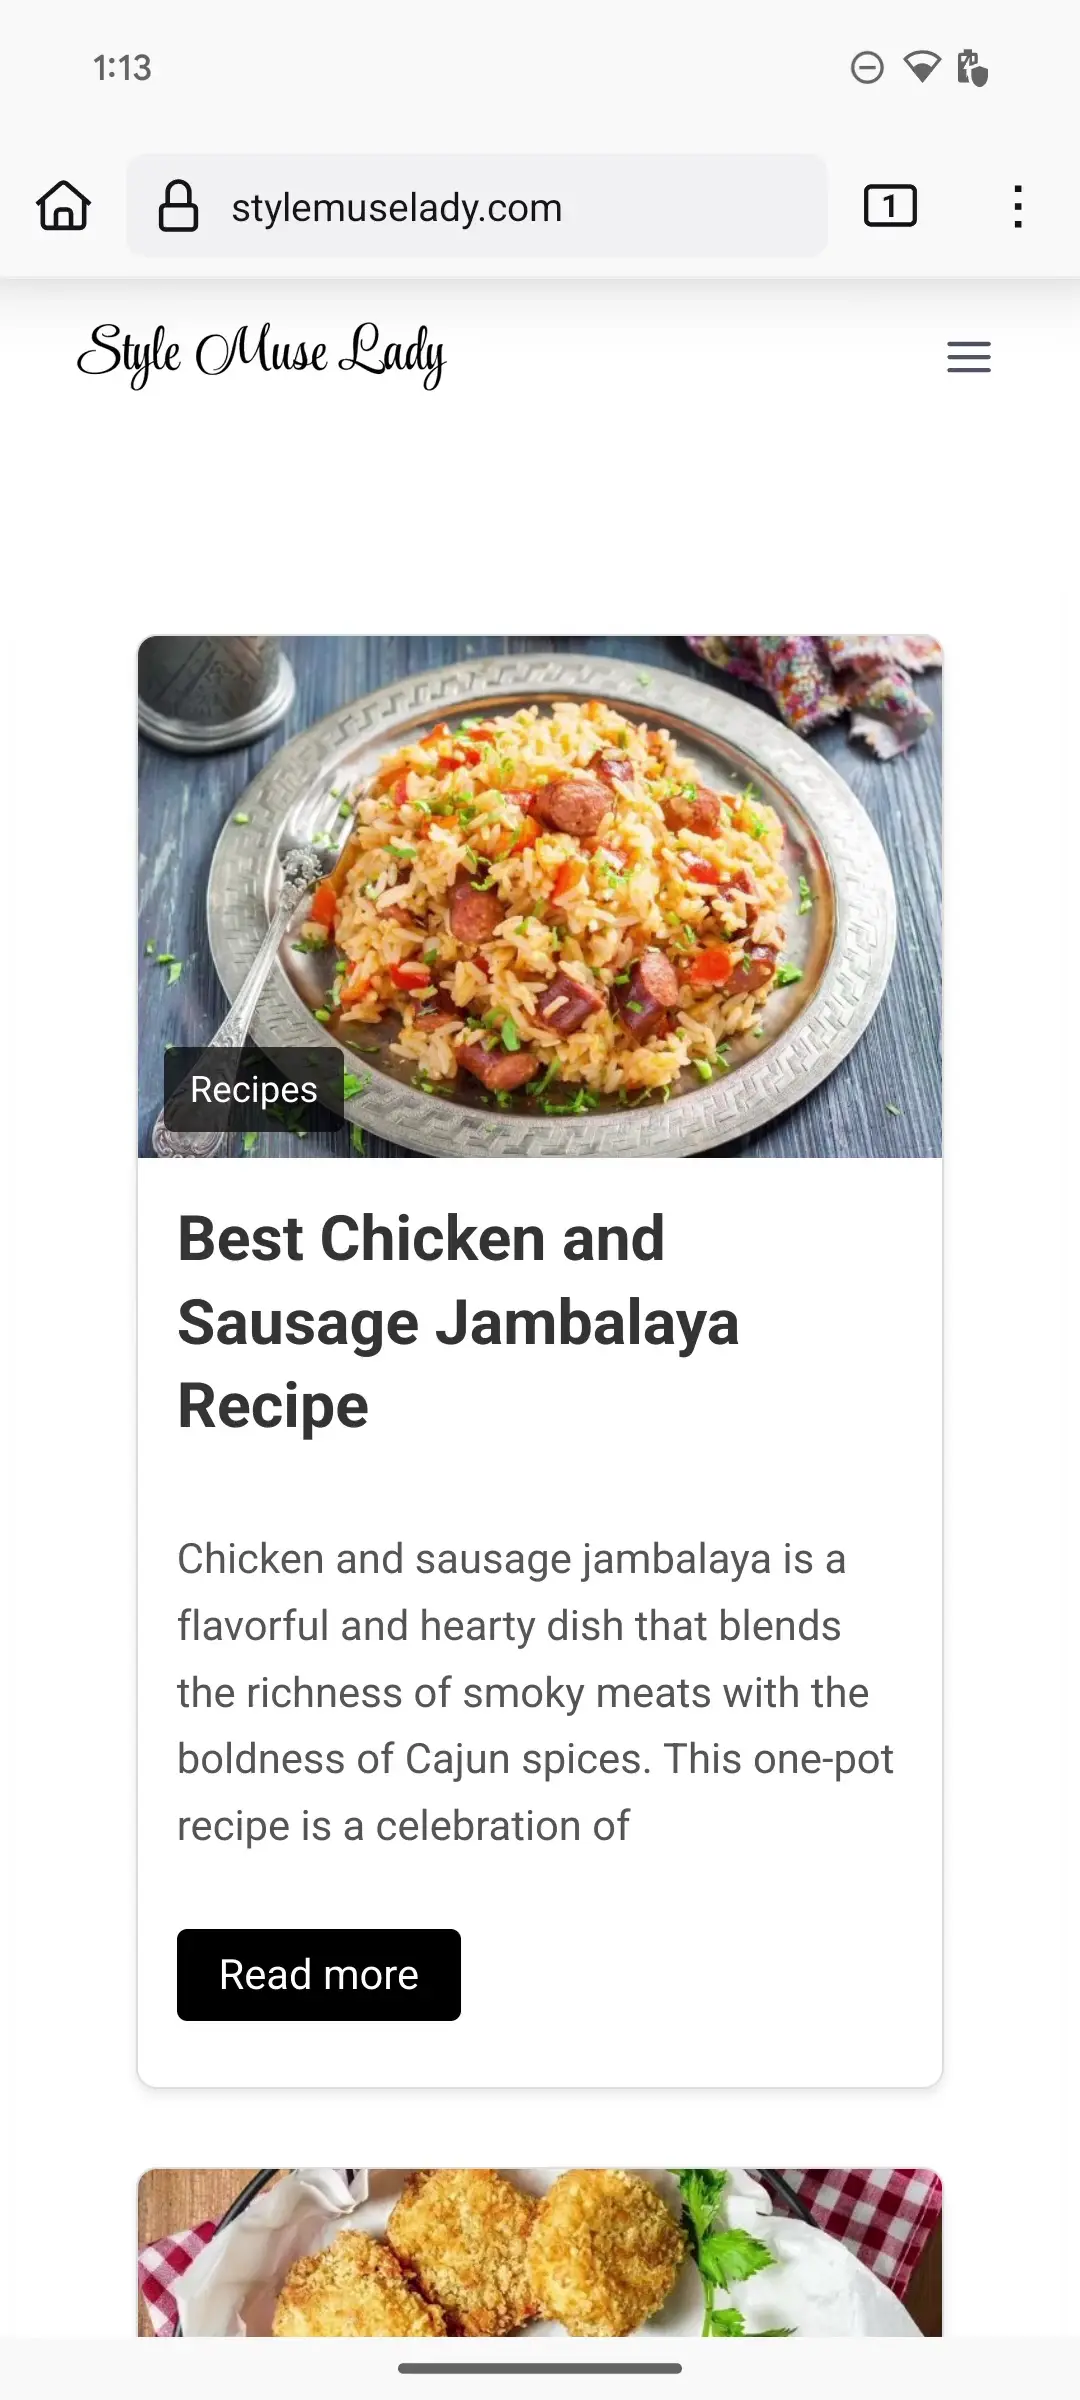 1:13
stylemuselady.com
1
Style Muse Lady
Recipes
Best Chicken and
Sausage Jambalaya
Recipe
Chicken and sausage jambalaya is a
flavorful and hearty dish that blends
the richness of smoky meats with the
boldness of Cajun spices. This one-pot
recipe is a celebration of
Read more